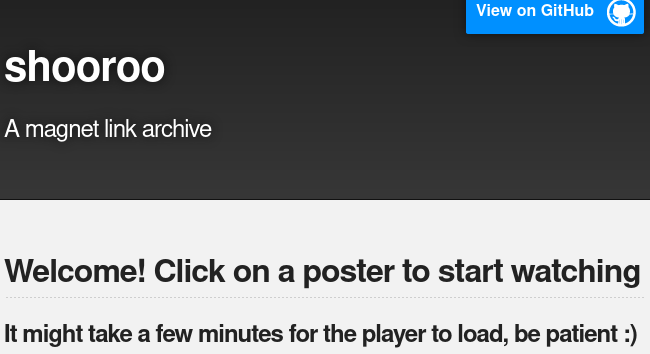 View on GitHub
shooroo
A magnet link archive
Welcome! Click on a poster to start watching
It might take a few minutes for the player to load, be patient :)